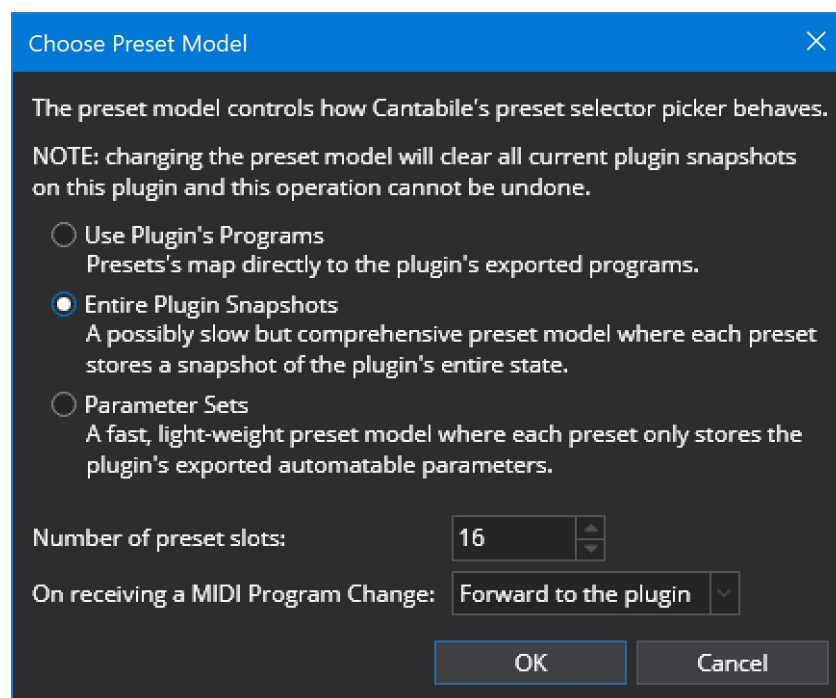 Choose Preset Model
The preset model controls how Cantabile's preset selector picker behaves.
NOTE: changing the preset model will clear all current plugin snapshots
on this plugin and this operation cannot be undone.
Use Plugin's Programs
Presets's map directly to the plugin's exported programs.
Entire Plugin Snapshots
A possibly slow but comprehensive preset model where each preset
stores a snapshot of the plugin's entire state.
Parameter Sets
A fast, light-weight preset model where each preset only stores the
plugin's exported automatable parameters.
Number of preset slots: 16
On receiving a MIDI Program Change: Forward to the plugin
OK Cancel